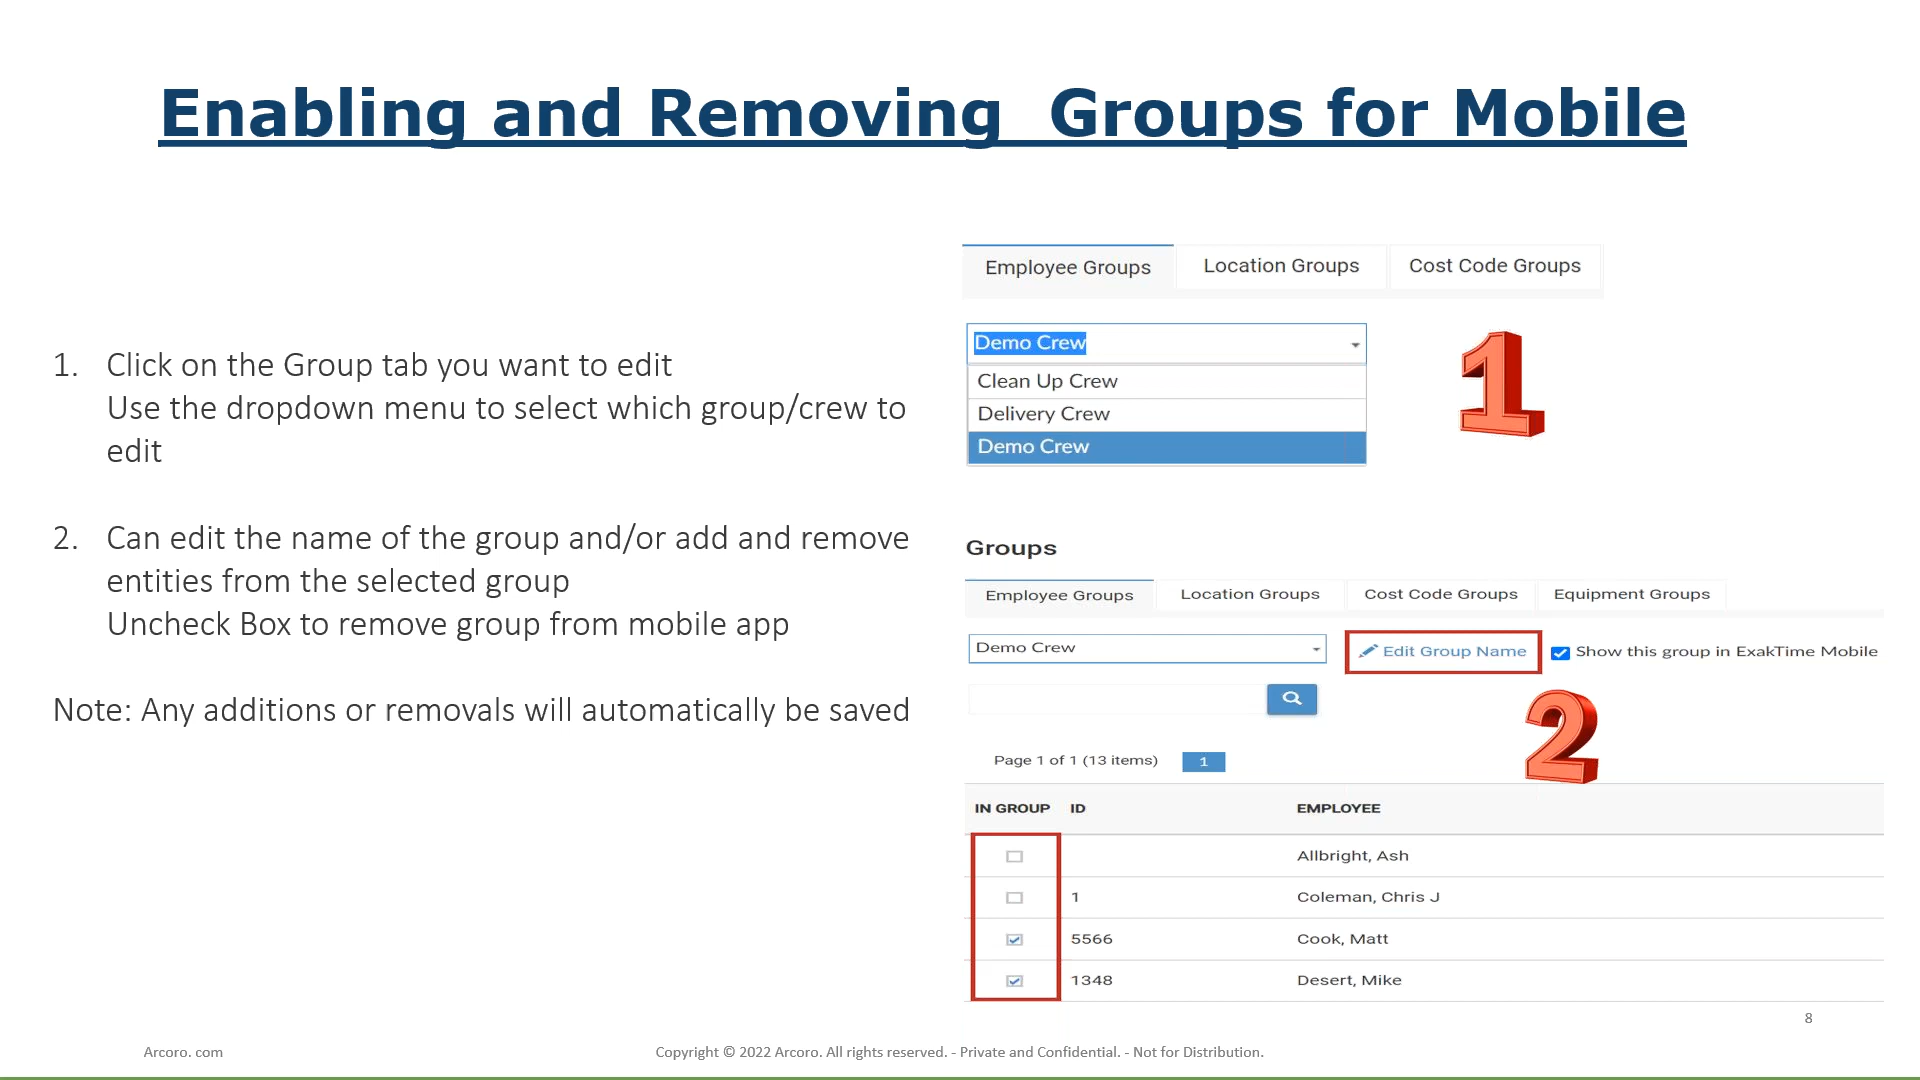 Enabling and Removing  Groups for Mobile
1. Click on the Group tab you want to edit
Use the dropdown menu to select which group/crew to
edit
2. Can edit the name of the group and/or add and remove
entities from the selected group
Uncheck Box to remove group from mobile app
Note: Any additions or removals will automatically be saved
Employee Groups Location Groups Cost Code Groups
Demo Crew
Clean Up Crew
Delivery Crew
Demo Crew
1
Groups
Employee Groups Location Groups Cost Code Groups Equipment Groups
Demo Crew Edit Group Name Show this group in ExakTime Mobile
2
Page 1 of 1 (13 items) 1
IN GROUP ID EMPLOYEE
Allbright, Ash
1 Coleman, Chris J
5566 Cook, Matt
1348 Desert, Mike
8
Arcoro. com Copyright © 2022 Arcoro. All rights reserved. - Private and Confidential. - Not for Distribution.